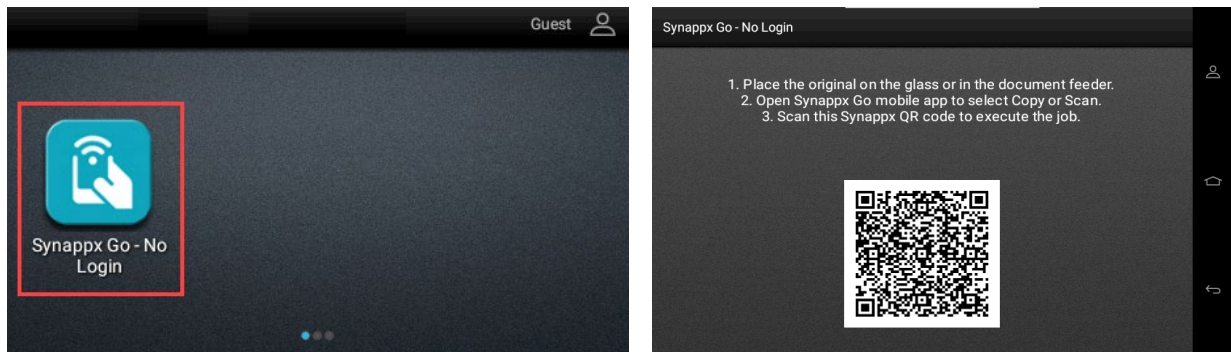 Guest
Synappx Go - No
Login
Synappx Go - No Login
1. Place the original on the glass or in the document feeder.
2. Open Synappx Go mobile app to select Copy or Scan.
3. Scan this Synappx QR code to execute the job.